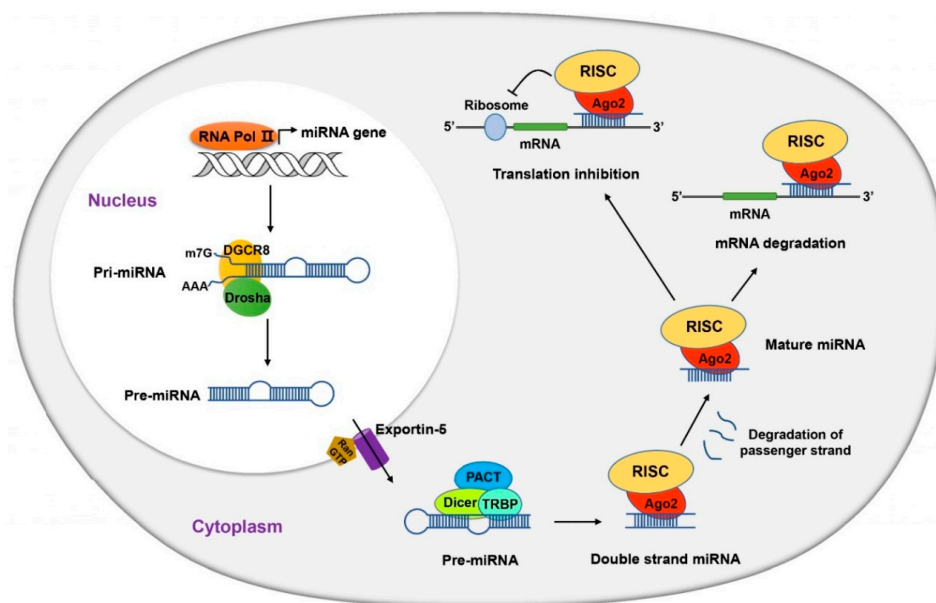 RNA Pol II
miRNA gene
Nucleus
m7G
DGCR8
Pri-miRNA
AAA
Drosha
Pre-miRNA
Exportin-5
Ran
GTP
Cytoplasm
PACT
Dicer
TRBP
Pre-miRNA
RISC
Ago2
Double strand miRNA
Degradation of
passenger strand
RISC
Ago2
Mature miRNA
RISC
Ribosome
Ago2
5’
3’
mRNA
Translation inhibition
RISC
Ago2
5’
3’
mRNA
mRNA degradation